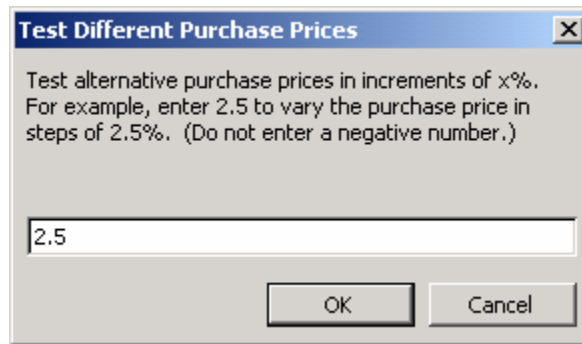 Test Different Purchase Prices
Test alternative purchase prices in increments of x%.
For example, enter 2.5 to vary the purchase price in
steps of 2.5%.  (Do not enter a negative number.)
2.5
OK Cancel